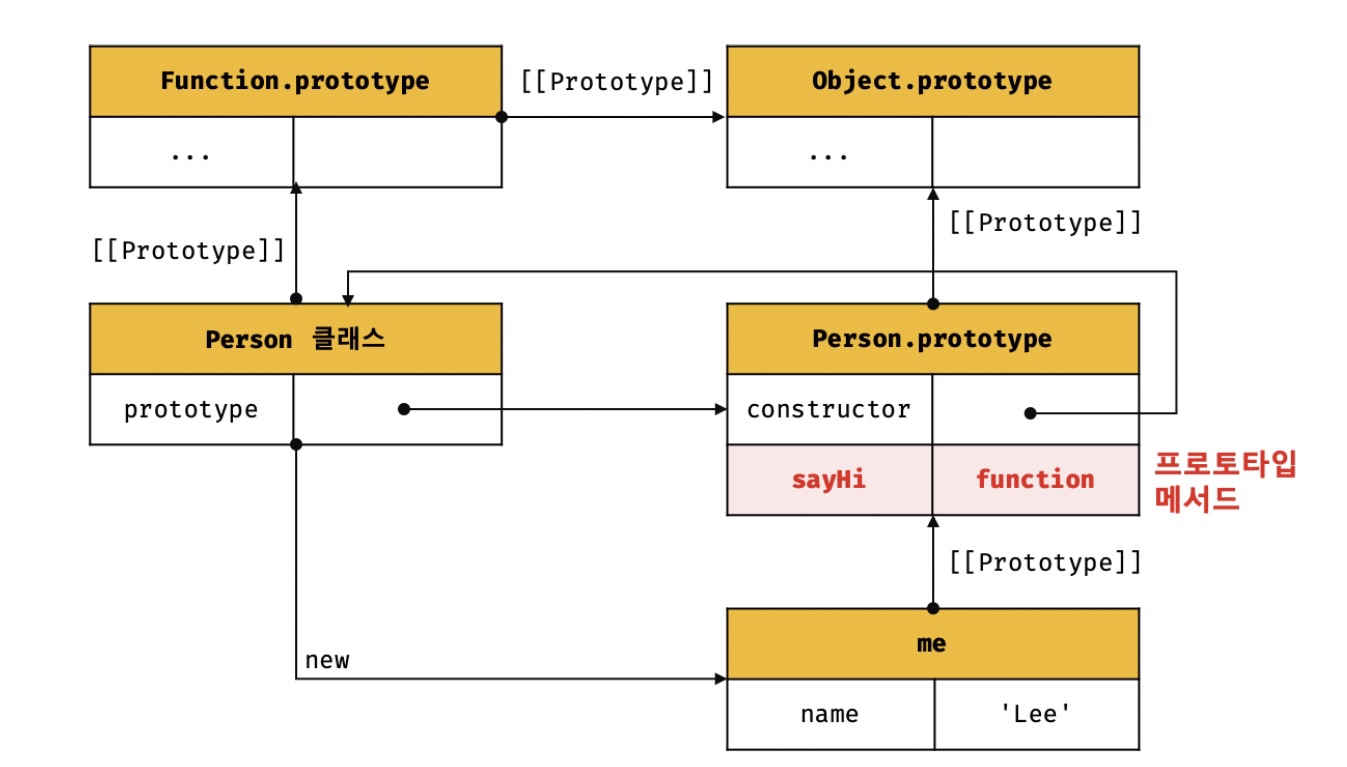 Function.prototype
[[Prototype]]
Object.prototype
...
...
[[Prototype]]
[[Prototype]]
Person 클래스
Person.prototype
prototype
constructor
sayHi
function
프로토타입
메서드
[[Prototype]]
new
me
name
'Lee'